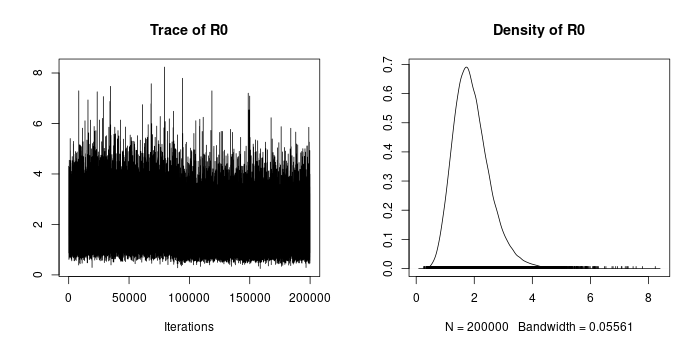 Trace of R0
8
6
4
2
0
0 50000 100000 150000 200000
Iterations
Density of R0
0.7
0.6
0.5
0.4
0.3
0.2
0.1
0.0
0 2 4 6 8
N = 200000 Bandwidth = 0.05561